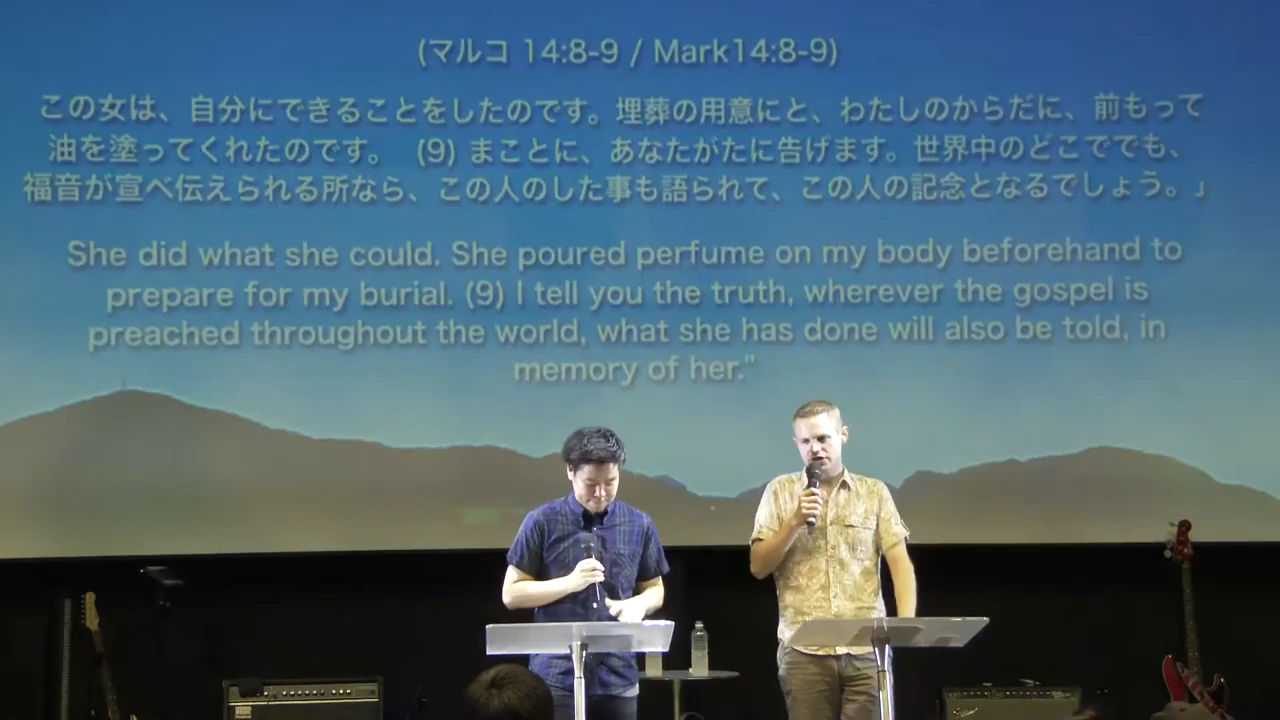 (マルコ 14:8-9 / Mark14:8-9)
この女は、自分にできることをしたのです。埋葬の用意にと、わたしのからだに、前もって
油を塗ってくれたのです。 (9) まことに、あなたがたに告げます。世界中のどこででも、
福音が宣べ伝えられる所なら、この人のした事も語られて、この人の記念となるでしょう。」
She did what she could. She poured perfume on my body beforehand to
prepare for my burial. (9) I tell you the truth, wherever the gospel is
preached throughout the world, what she has done will also be told, in
memory of her."